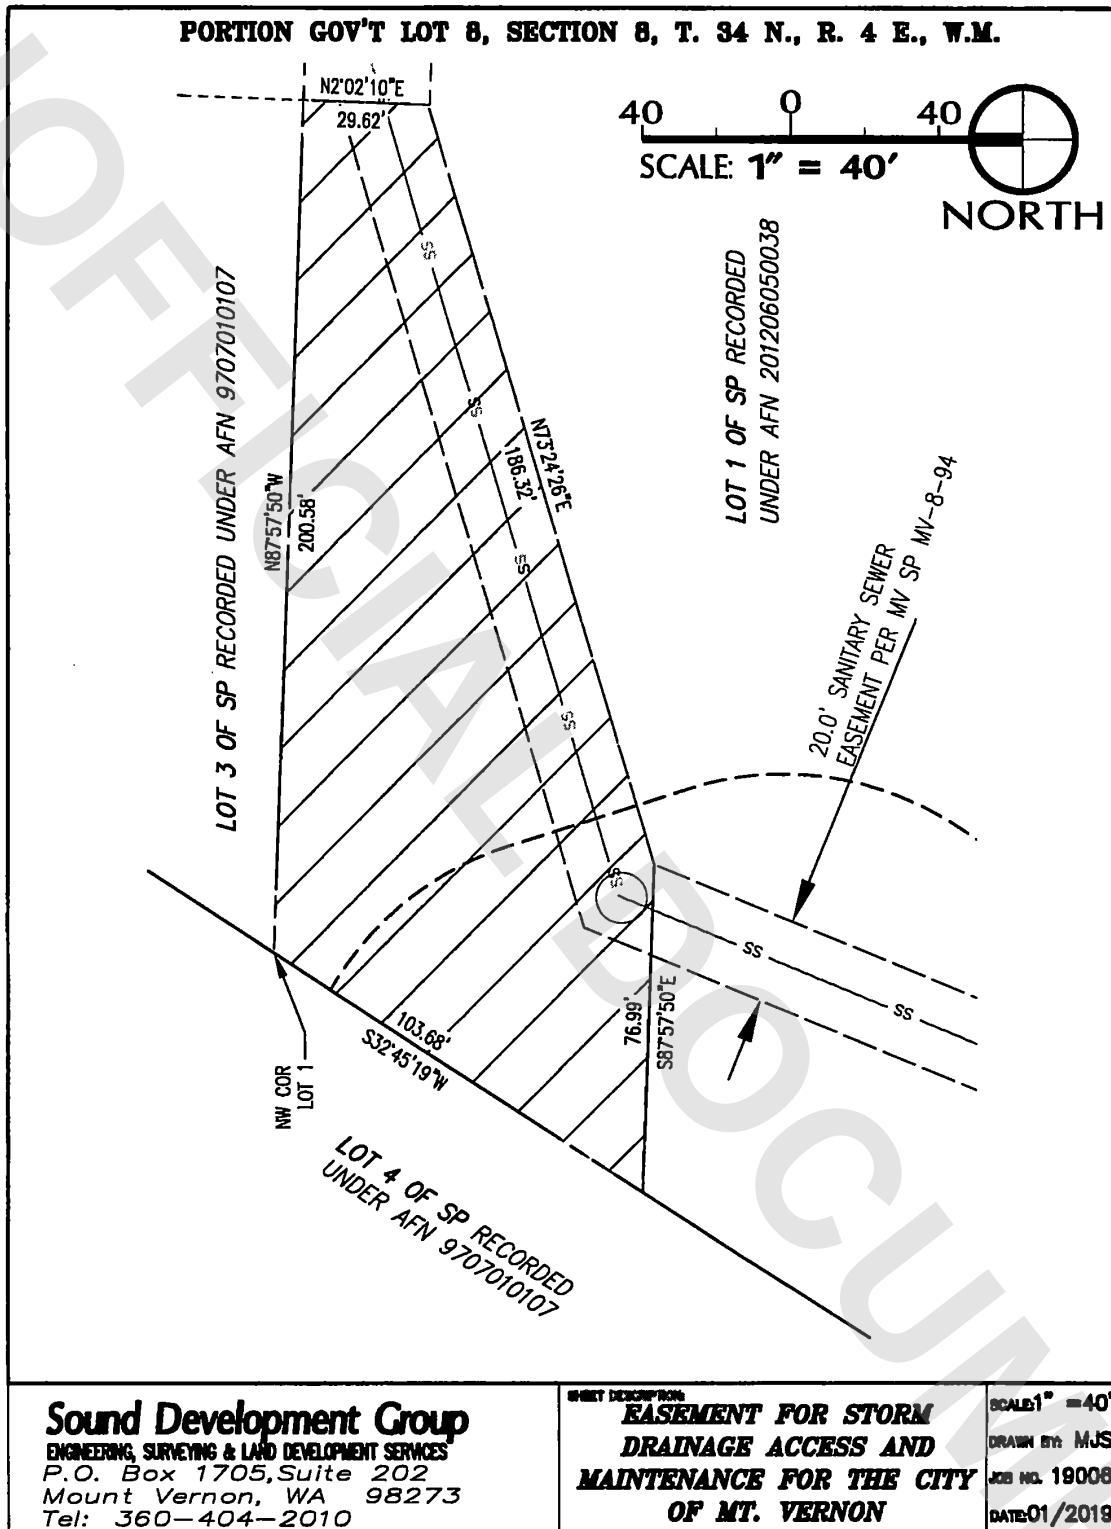 PORTION GOV'T LOT 8, SECTION 8, T. 34 N., R. 4 E., W.M.
N2°02'10"E
29.62'
40 0 40
SCALE: 1" = 40'
NORTH
LOT 3 OF SP RECORDED UNDER AFN 9707010107
N87°57'50"W
200.58'
SS
SS
SS
SS
SS
N73°24'26"E
186.32'
LOT 1 OF SP RECORDED
UNDER AFN 201206050038
20.0' SANITARY SEWER
EASEMENT PER MV SP MV-8-94
SS
SS
76.99'
S87°57'50"E
103.68'
S32°45'19"W
NW COR
LOT 1
LOT 4 OF SP RECORDED
UNDER AFN 9707010107
UNOFFICIAL DOCUMENT
Sound Development Group
ENGINEERING, SURVEYING & LAND DEVELOPMENT SERVICES
P.O. Box 1705, Suite 202
Mount Vernon, WA 98273
Tel: 360-404-2010
SHEET DESCRIPTION:
EASEMENT FOR STORM
DRAINAGE ACCESS AND
MAINTENANCE FOR THE CITY
OF MT. VERNON
SCALE: 1" =40'
DRAWN BY: MJS
JOB NO. 19006
DATE: 01/2019